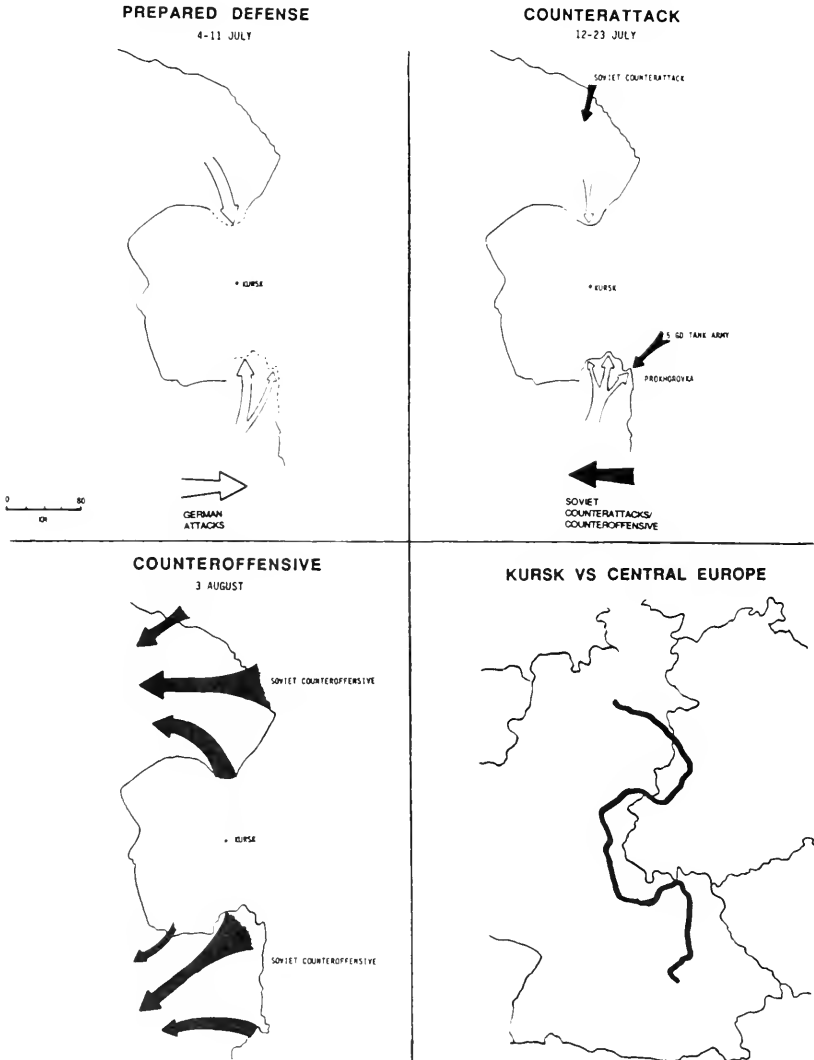 PREPARED DEFENSE
4-11 JULY
KURSK
0 80
GERMAN
ATTACKS
COUNTERATTACK
12-23 JULY
SOVIET COUNTERATTACK
KURSK
5 GD TANK ARMY
PROKHOROVKA
SOVIET
COUNTERATTACKS/
COUNTEROFFENSIVE
COUNTEROFFENSIVE
3 AUGUST
SOVIET COUNTEROFFENSIVE
KURSK
SOVIET COUNTEROFFENSIVE
KURSK VS CENTRAL EUROPE